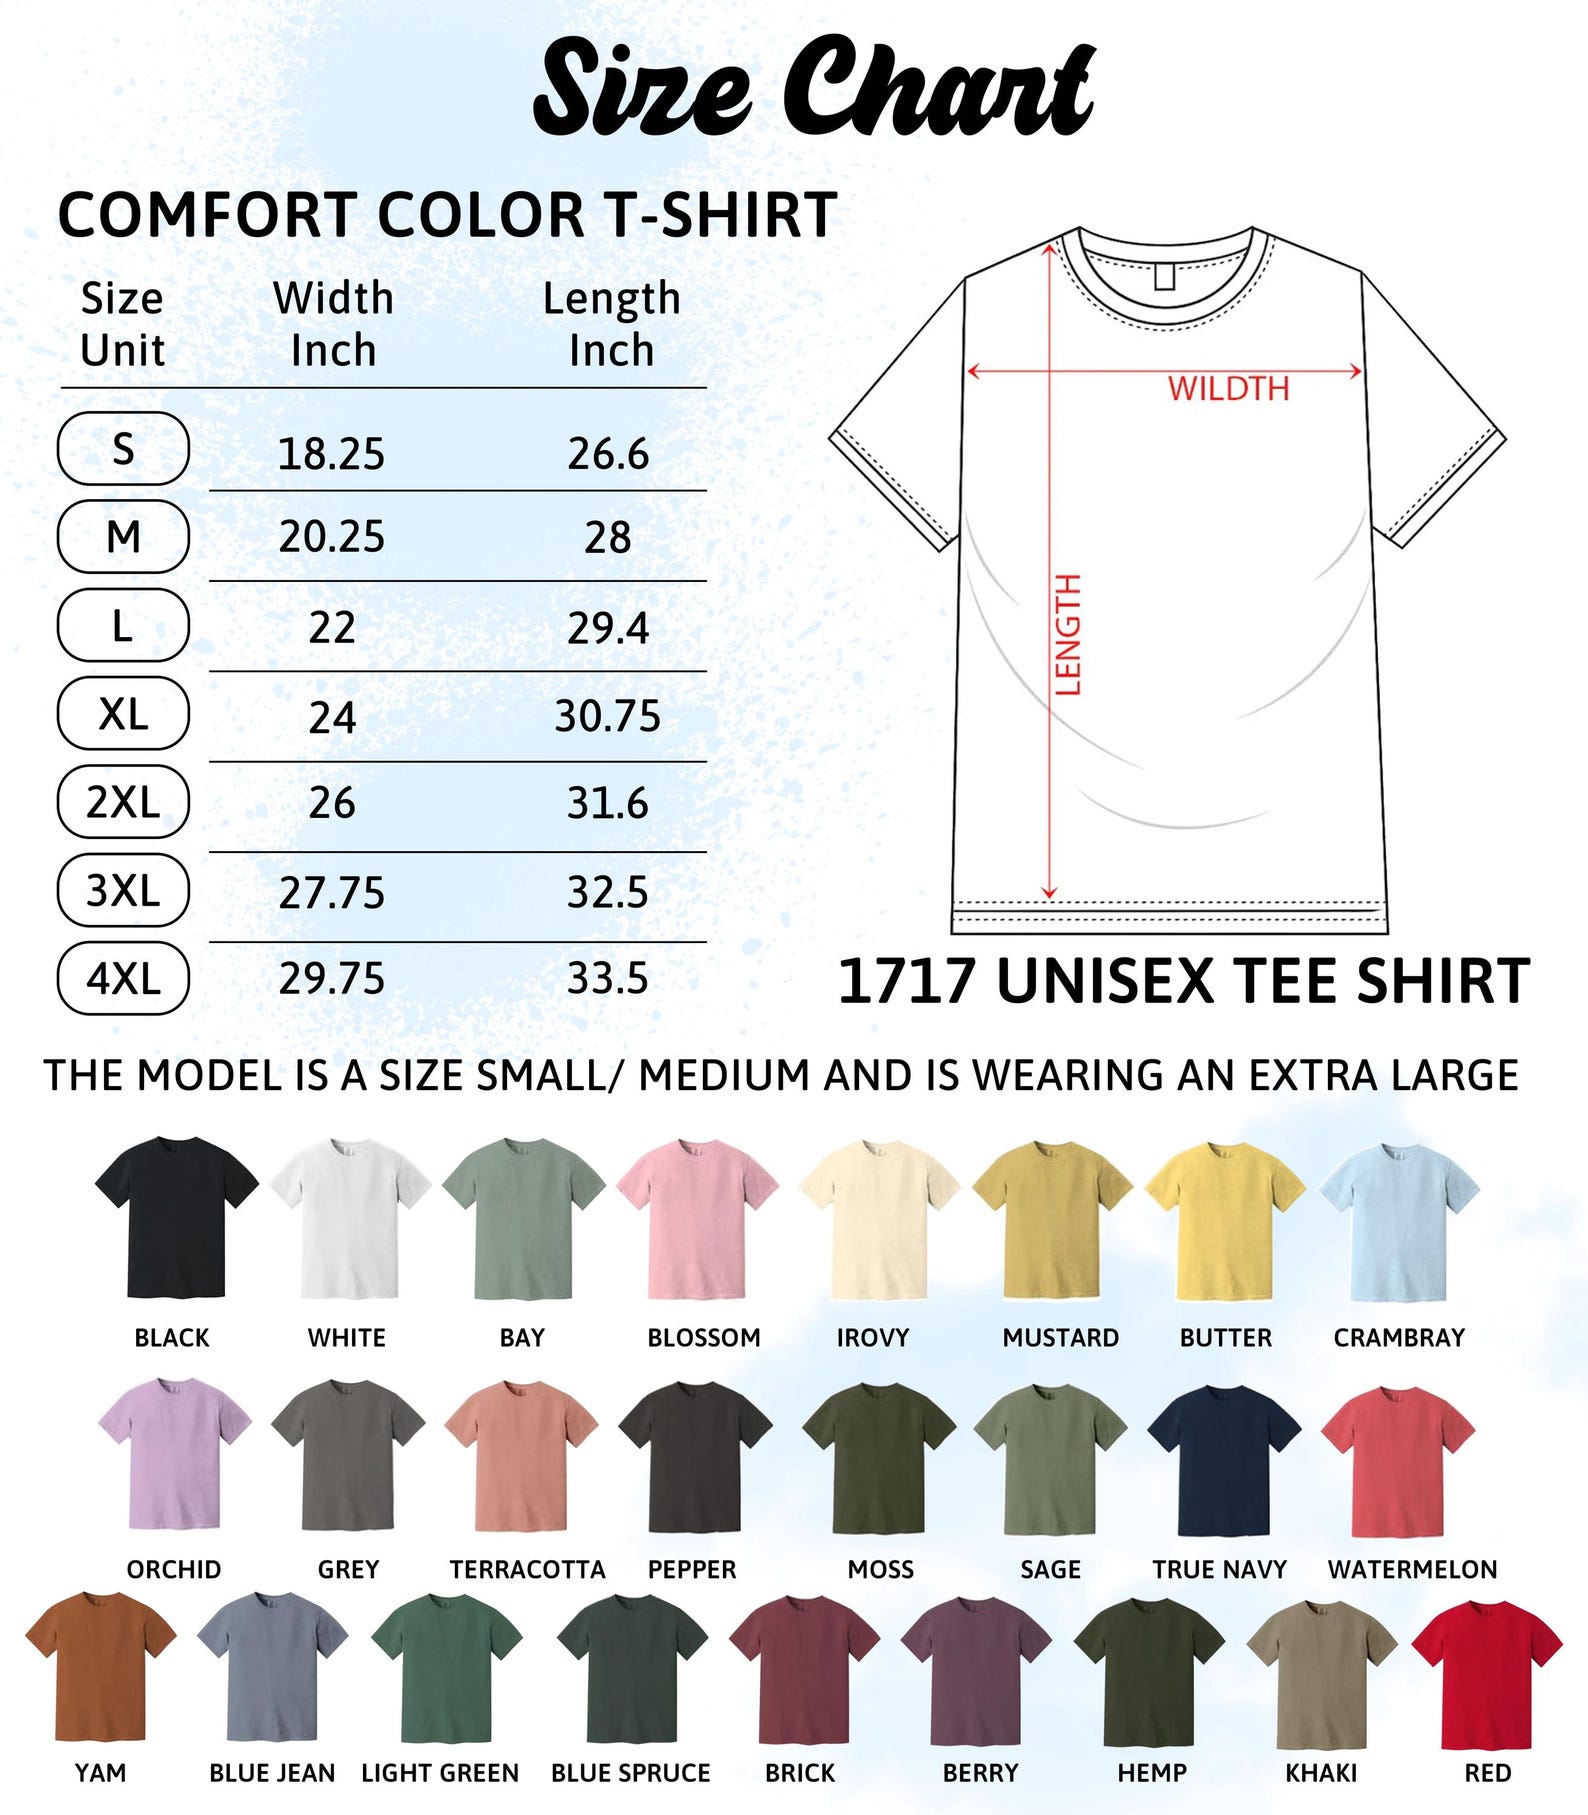 Size Chart
COMFORT COLOR T-SHIRT
Size Width Length
Unit Inch Inch
S 18.25 26.6
M 20.25 28
L 22 29.4
XL 24 30.75
2XL 26 31.6
3XL 27.75 32.5
4XL 29.75 33.5
WILDTH
LENGTH
1717 UNISEX TEE SHIRT
THE MODEL IS A SIZE SMALL/ MEDIUM AND IS WEARING AN EXTRA LARGE
BLACK WHITE BAY BLOSSOM IROVY MUSTARD BUTTER CRAMBRAY
ORCHID GREY TERRACOTTA PEPPER MOSS SAGE TRUE NAVY WATERMELON
YAM BLUE JEAN LIGHT GREEN BLUE SPRUCE BRICK BERRY HEMP KHAKI RED